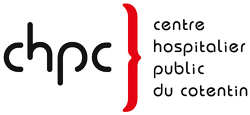 chpc
centre
hospitalier
public
du cotentin